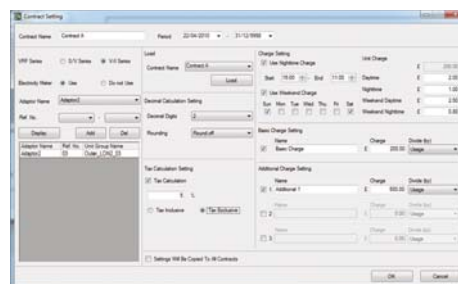 Contract Setting
Contract Name Contract A Period 22/04/2010 - 31/12/9998
VRF Series S/V Series V-II Series
Electricity Meter Use Do not Use
Adaptor Name Adaptor2
Ref. No. -
Display Add Del
Adaptor Name Ref. No. Unit Group Name
Adaptor2 03
Load
Contract Name Contract A
Load
Decimal Calculation Setting
Decimal Digits 2
Rounding Round off
Tax Calculation Setting
Tax Calculation
5 %
Tax Inclusive Tax Exclusive
Settings Will Be Copied To All Contracts
Charge Setting
Use Nighttime Charge
Start 19:00 - End 11:00
Use Weekend Charge
Sun Mon Tue Wed Thu Fri Sat
Unit Charge
£ 200.00
Daytime £ 2.00
Nighttime £ 1.00
Weekend Daytime £ 2.50
Weekend Nighttime £
Basic Charge Setting
Name Charge Divide (by)
Basic Charge £ 200.00 Usage
Additional Charge Setting
Name Charge Divide (by)
1. Additional 1 £ Usage
Name Charge Divide (by)
2 £ 0.00 Usage
Name Charge Divide (by)
3 £ 0.00 Usage
OK Cancel